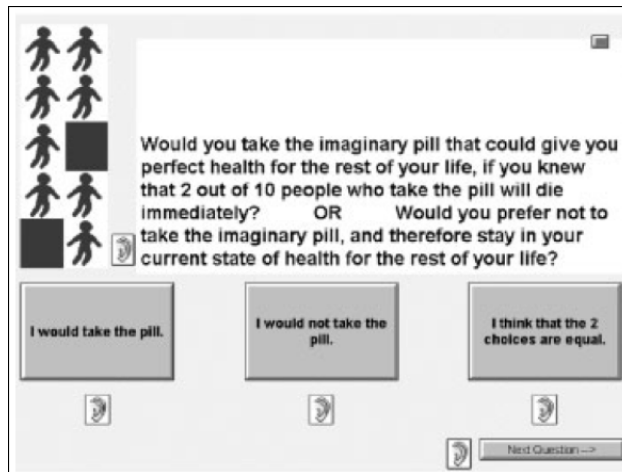 Would you take the imaginary pill that could give you
perfect health for the rest of your life, if you knew
that 2 out of 10 people who take the pill will die
immediately? OR Would you prefer not to
take the imaginary pill, and therefore stay in your
current state of health for the rest of your life?
I would take the pill.
I would not take the
pill.
I think that the 2
choices are equal.
Next Question -->